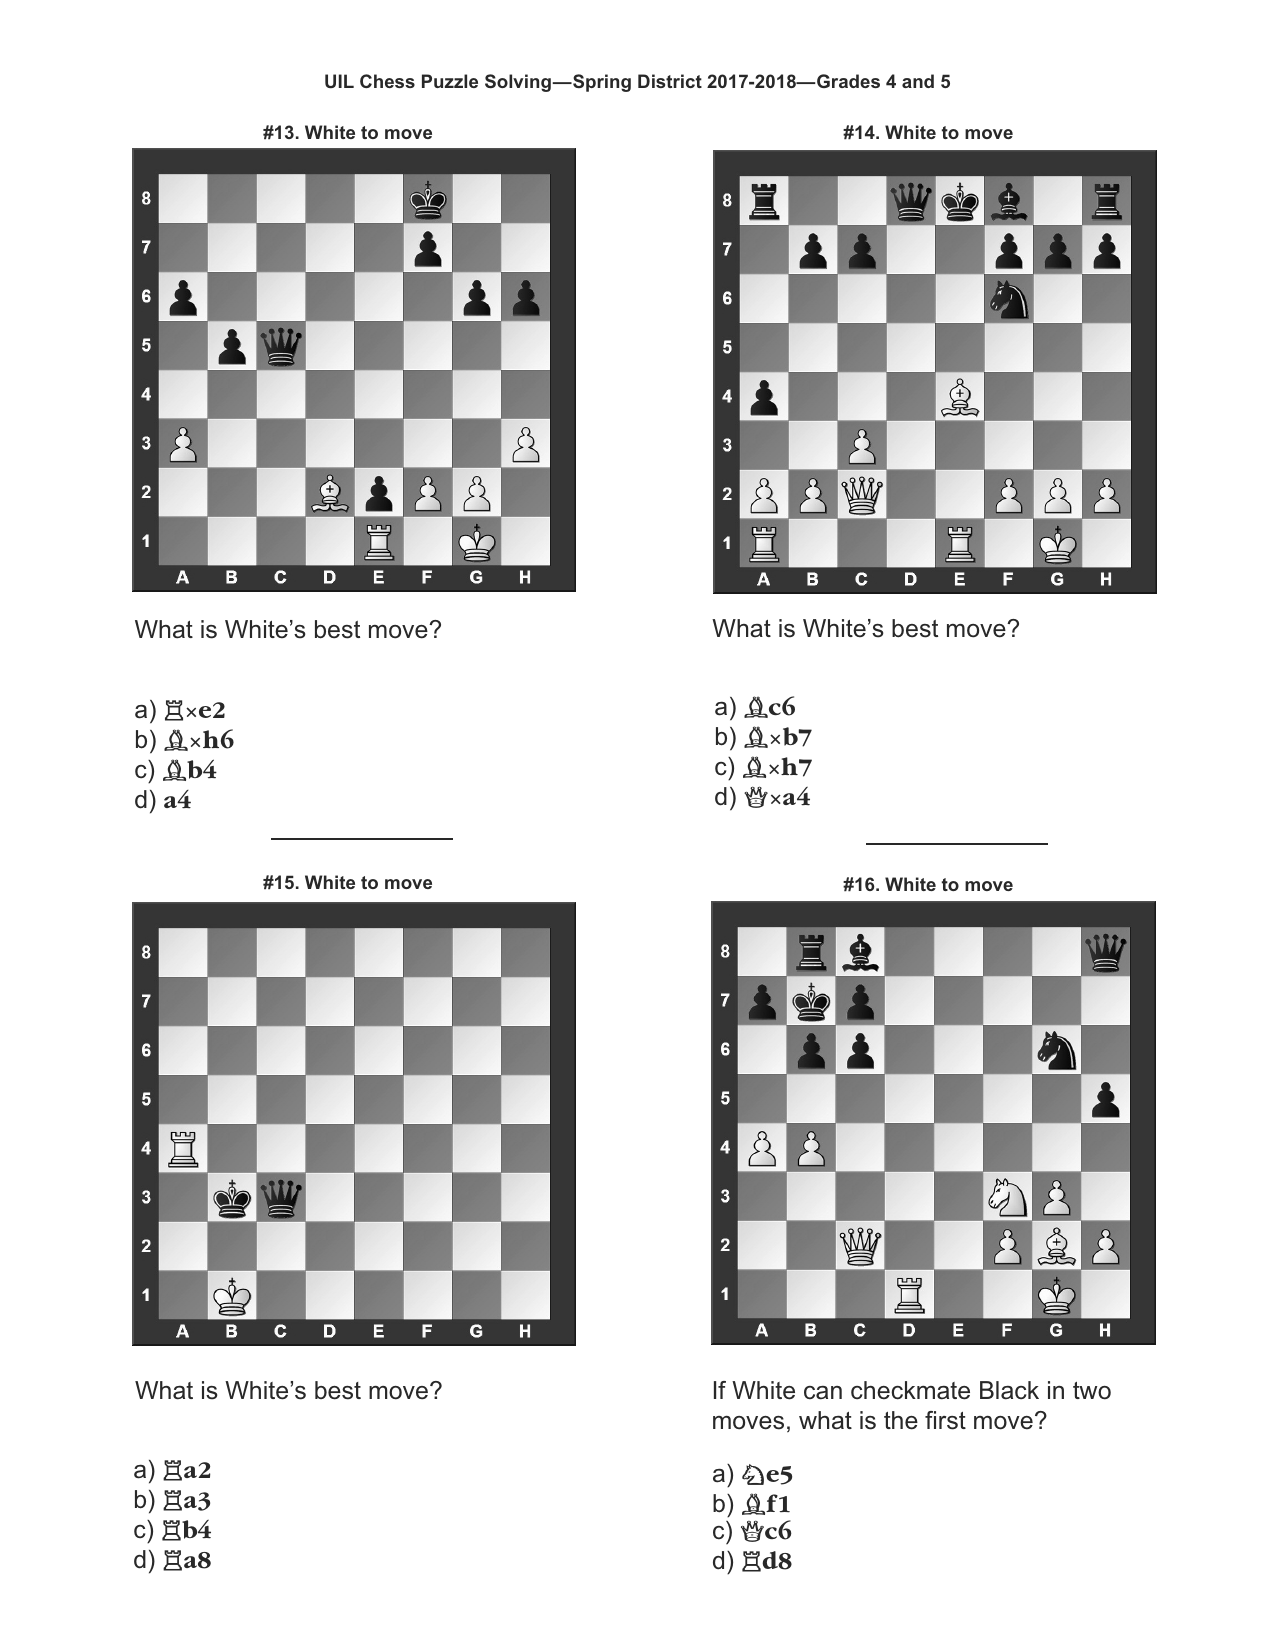 UIL Chess Puzzle Solving—Spring District 2017-2018—Grades 4 and 5
#13. White to move
8
7
6
5
4
3
2
1
A B C D E F G H
What is White’s best move?
a) ♖×e2
b) ♗×h6
c) ♗b4
d) a4
#14. White to move
8
7
6
5
4
3
2
1
A B C D E F G H
What is White’s best move?
a) ♗c6
b) ♗×b7
c) ♗×h7
d) ♕×a4
#15. White to move
8
7
6
5
4
3
2
1
A B C D E F G H
What is White’s best move?
a) ♖a2
b) ♖a3
c) ♖b4
d) ♖a8
#16. White to move
8
7
6
5
4
3
2
1
A B C D E F G H
If White can checkmate Black in two
moves, what is the first move?
a) ♘e5
b) ♗f1
c) ♕c6
d) ♖d8